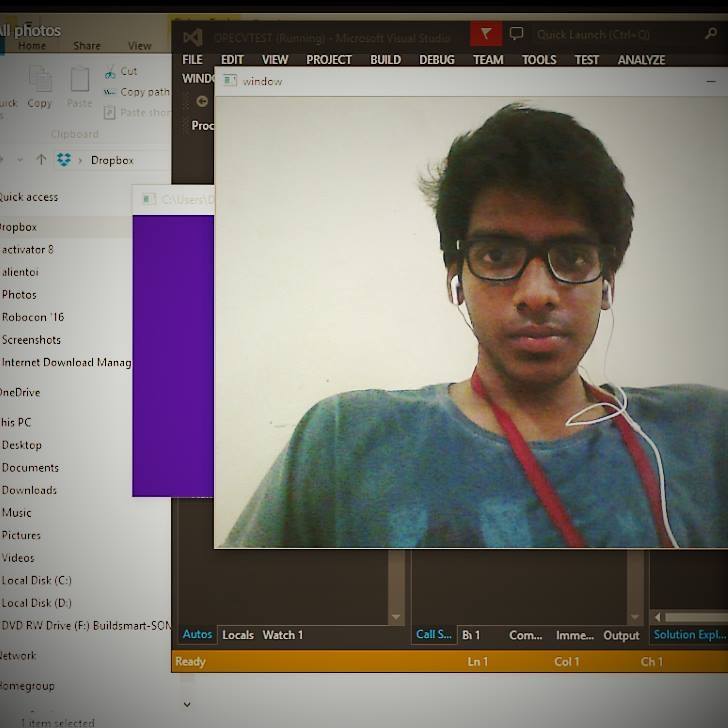 All photos
OPECVTEST (Running) - Microsoft Visual Studio
Quick Launch (Ctrl+Q)
Home Share View
FILE EDIT VIEW PROJECT BUILD DEBUG TEAM TOOLS TEST ANALYZE
WINDO
window
Cut
Copy path
Paste shor
uick Copy Paste
Clipboard
Proc
Dropbox
Quick access
C:\Users\D
ropbox
activator 8
alientoi
Photos
Robocon '16
Screenshots
Internet Download Manag
OneDrive
his PC
Desktop
Documents
Downloads
Music
Pictures
Videos
Local Disk (C:)
Local Disk (D:)
DVD RW Drive (F:) Buildsmart-SON
Autos Locals Watch 1 Call S... Br 1 Com... Imme... Output Solution Expl...
Network
Ready Ln 1 Col 1 Ch 1
Homegroup
1 item selected